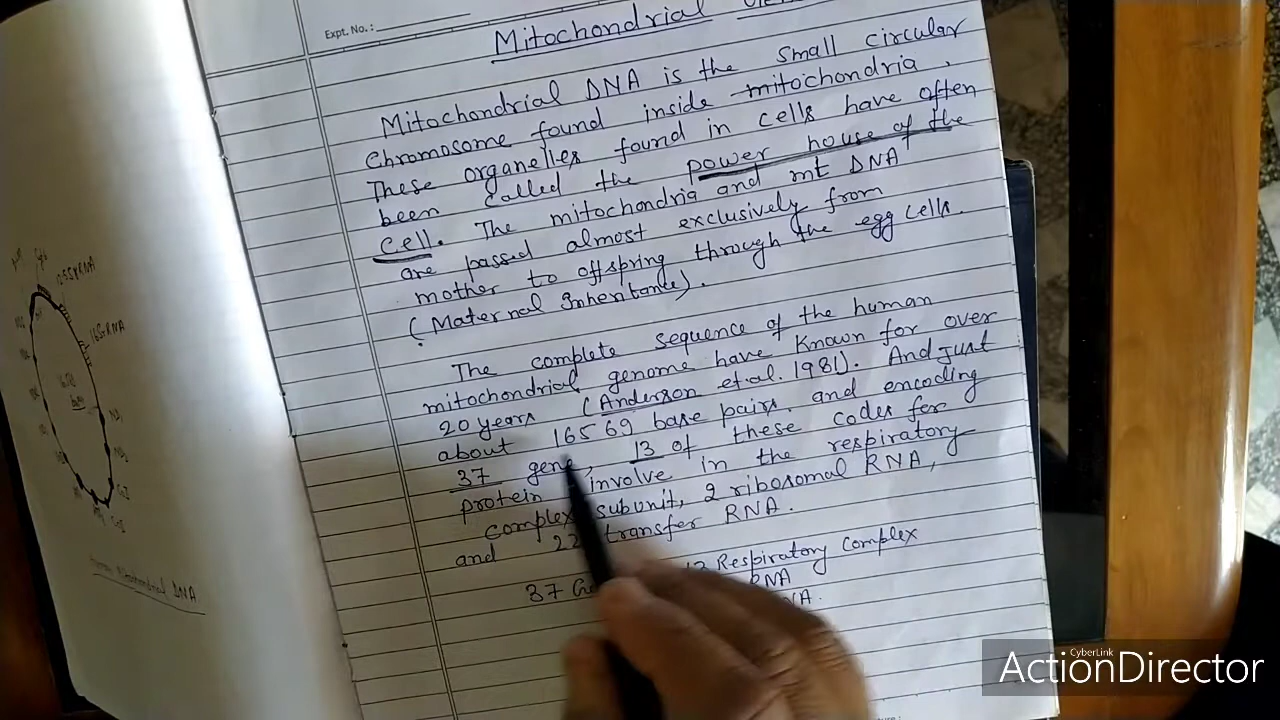 Expt. No. :
Mitochondrial
Mitochondrial DNA is the small circular
Chromosome found inside mitochondria.
These organelles found in cells have often
been called the power house of the
cell. The mitochondria and mt DNA
are passed almost exclusively from
mother to offspring through the egg cells.
(Maternal Inheritance).
The complete sequence of the human
mitochondrial genome have known for over
20 years (Anderson et.al. 1981). And just
about 16569 base pairs. and encoding
37 gene, 13 of these codes for
protein involve in the respiratory
complex subunit, 2 ribosomal RNA,
and 22 transfer RNA.
37 Respiratory complex
RNA
12SrRNA
16SrRNA
Mitochondrial DNA
CyberLink
ActionDirector